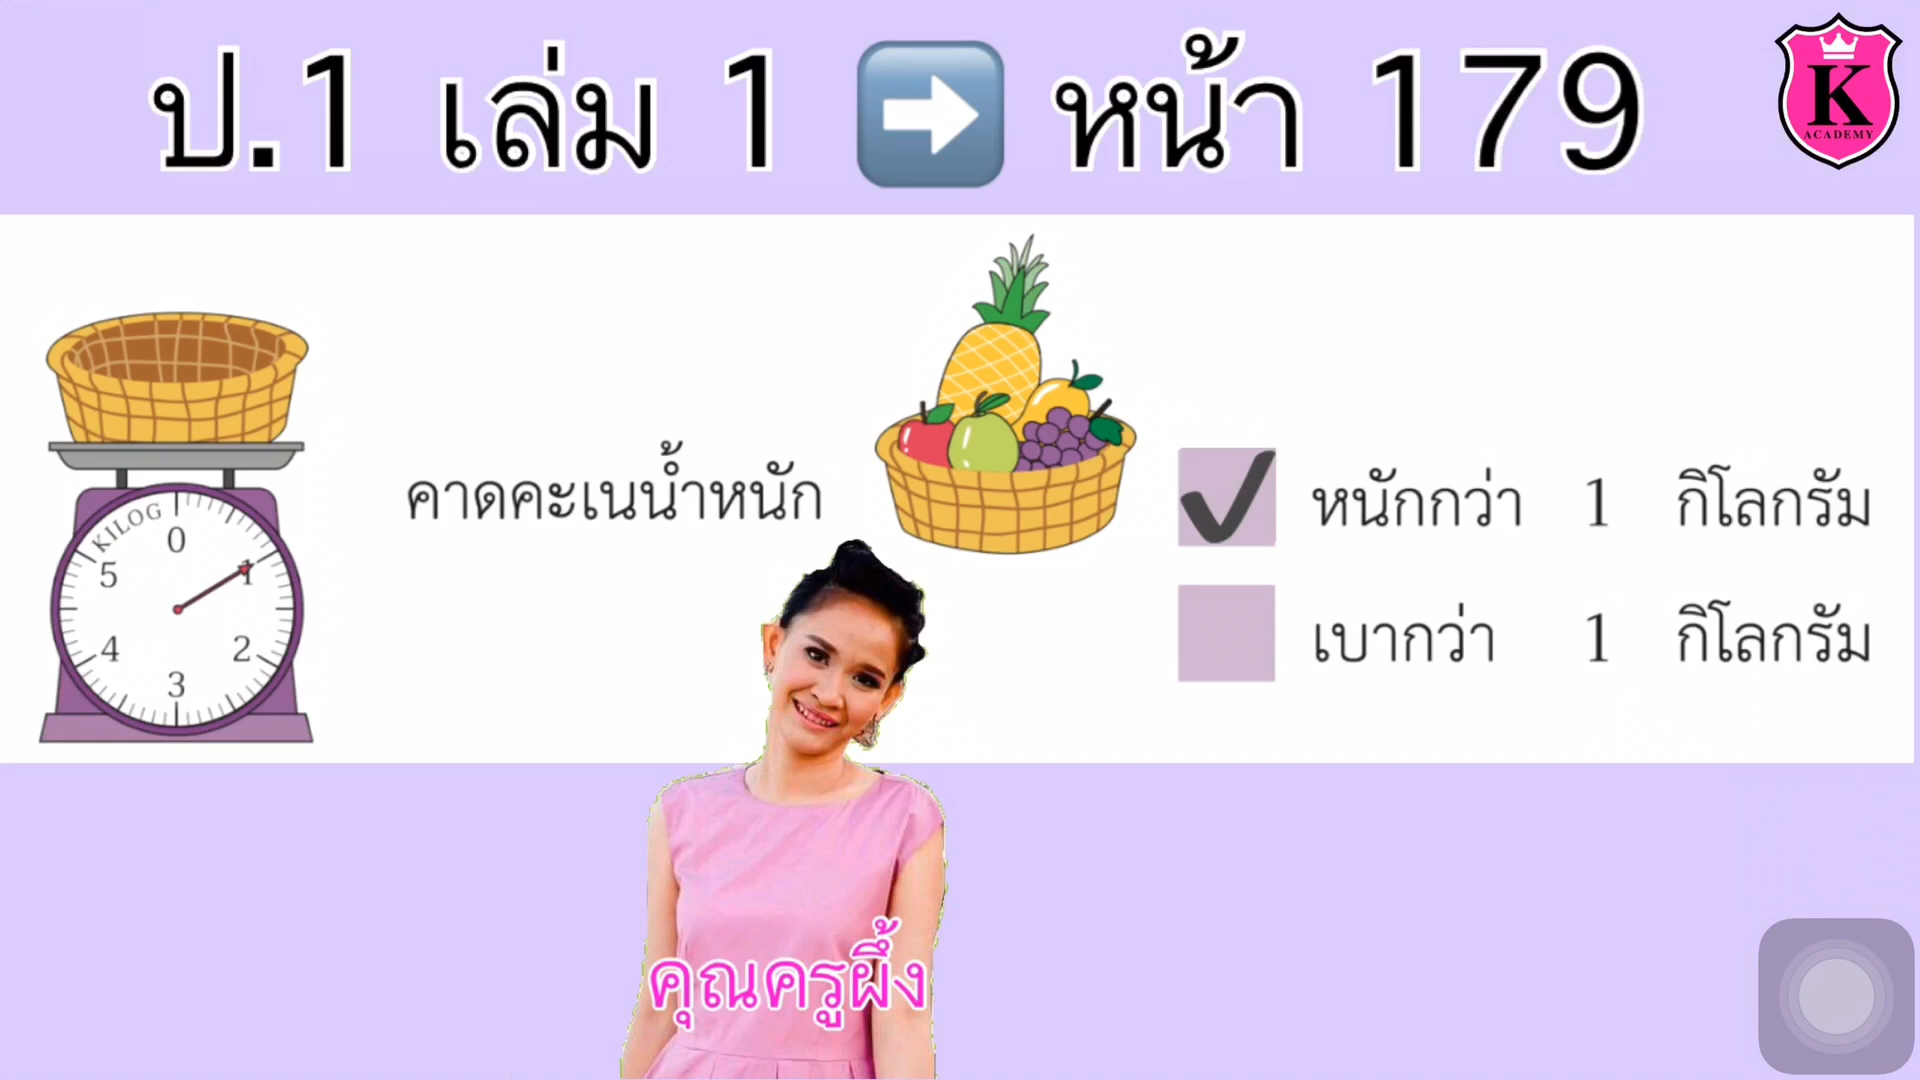 ป.1 เล่ม 1 ➡ หน้า 179
K
ACADEMY
KILOG
0
1
2
3
4
5
คาดคะเนน้ำหนัก
✔ หนักกว่า 1 กิโลกรัม
เบากว่า 1 กิโลกรัม
คุณครูผึ้ง